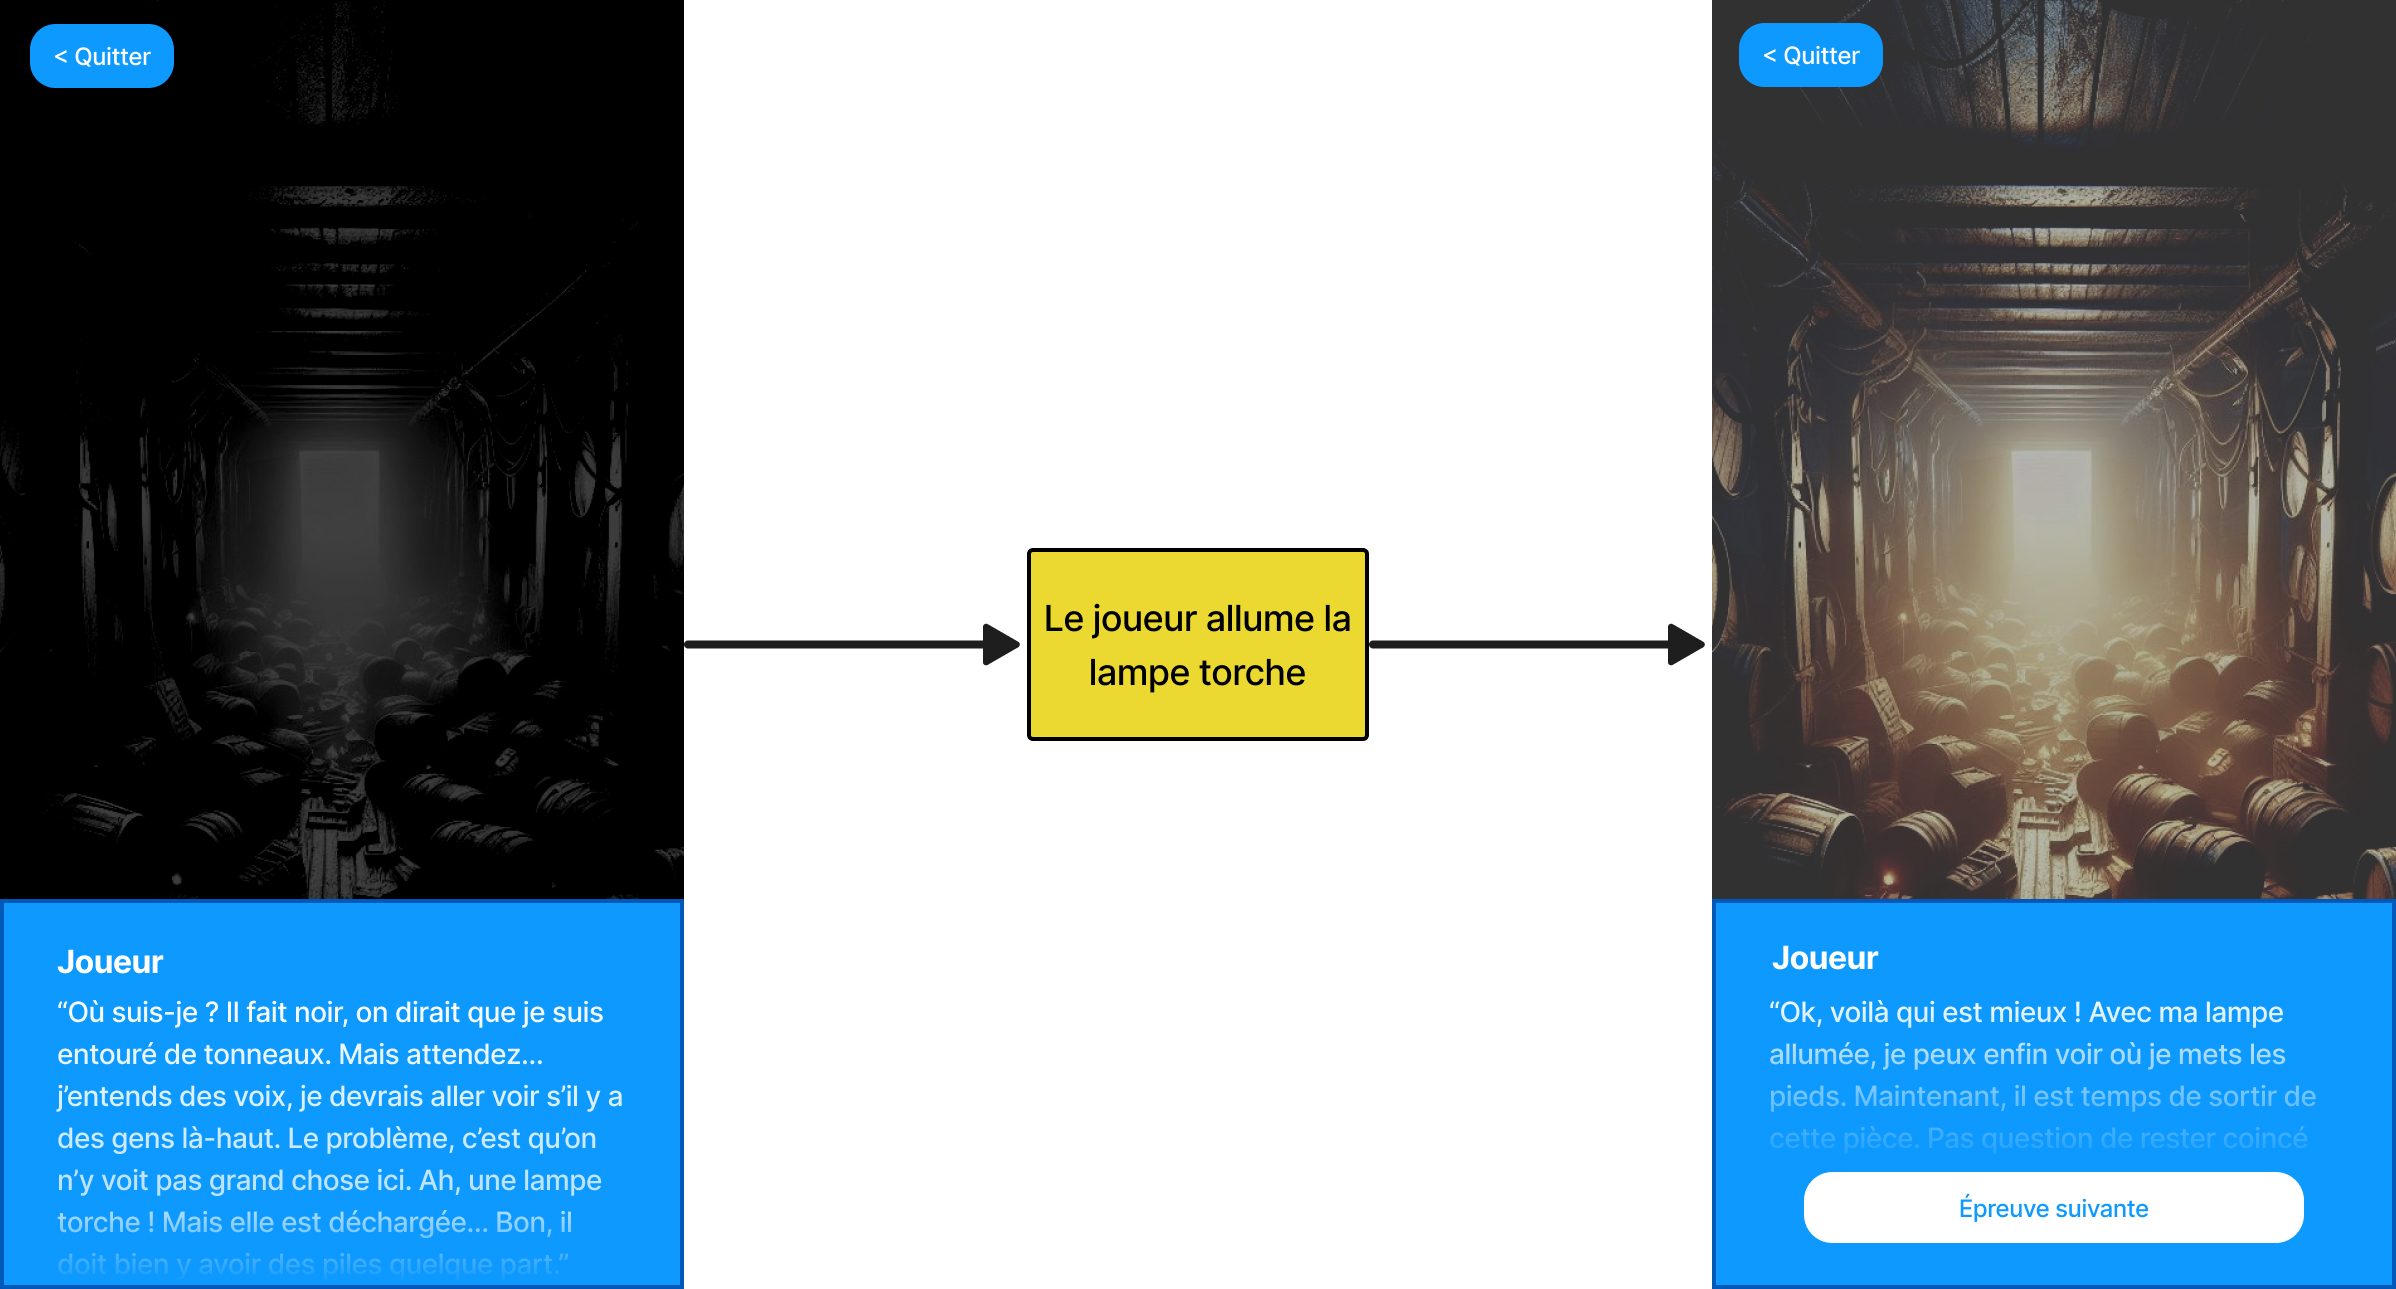 < Quitter
Joueur
“Où suis-je ? Il fait noir, on dirait que je suis
entouré de tonneaux. Mais attendez...
j’entends des voix, je devrais aller voir s’il y a
des gens là-haut. Le problème, c’est qu’on
n’y voit pas grand chose ici. Ah, une lampe
torche ! Mais elle est déchargée... Bon, il
doit bien y avoir des piles quelque part.”
Le joueur allume la
lampe torche
< Quitter
Joueur
“Ok, voilà qui est mieux ! Avec ma lampe
allumée, je peux enfin voir où je mets les
pieds. Maintenant, il est temps de sortir de
cette pièce. Pas question de rester coincé
Épreuve suivante